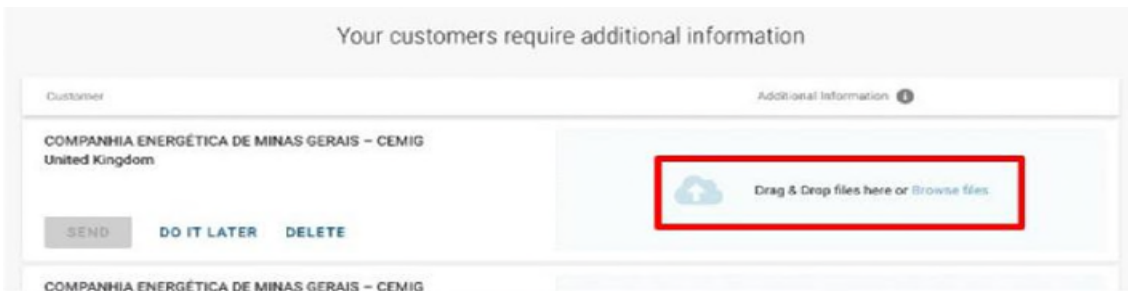 Your customers require additional information
Customer
Additional Information
COMPANHIA ENERGÉTICA DE MINAS GERAIS – CEMIG
United Kingdom
Drag & Drop files here or Browse files
SEND DO IT LATER DELETE
COMPANHIA ENERGÉTICA DE MINAS GERAIS – CEMIG